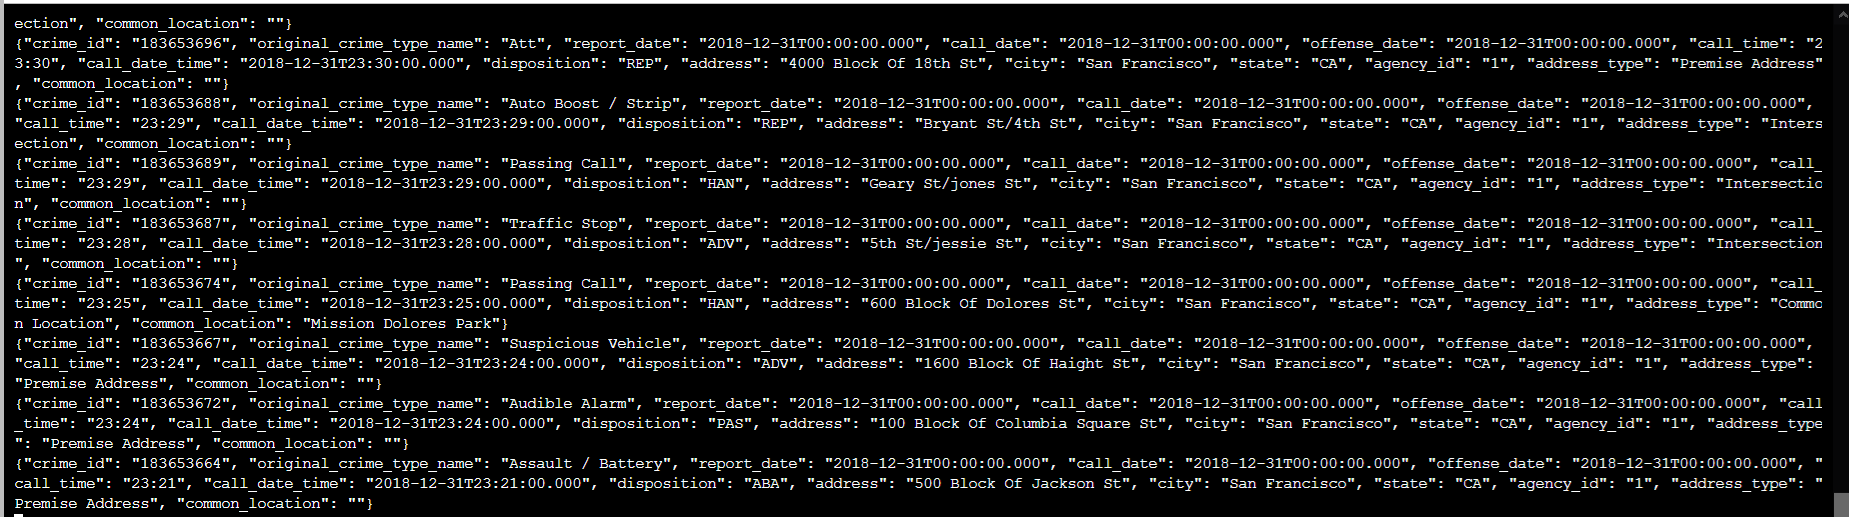 ection", "common_location": ""}
{"crime_id": "183653696", "original_crime_type_name": "Att", "report_date": "2018-12-31T00:00:00.000", "call_date": "2018-12-31T00:00:00.000", "offense_date": "2018-12-31T00:00:00.000", "call_time": "2
3:30", "call_date_time": "2018-12-31T23:30:00.000", "disposition": "REP", "address": "4000 Block Of 18th St", "city": "San Francisco", "state": "CA", "agency_id": "1", "address_type": "Premise Address"
, "common_location": ""}
{"crime_id": "183653688", "original_crime_type_name": "Auto Boost / Strip", "report_date": "2018-12-31T00:00:00.000", "call_date": "2018-12-31T00:00:00.000", "offense_date": "2018-12-31T00:00:00.000",
"call_time": "23:29", "call_date_time": "2018-12-31T23:29:00.000", "disposition": "REP", "address": "Bryant St/4th St", "city": "San Francisco", "state": "CA", "agency_id": "1", "address_type": "Inters
ection", "common_location": ""}
{"crime_id": "183653689", "original_crime_type_name": "Passing Call", "report_date": "2018-12-31T00:00:00.000", "call_date": "2018-12-31T00:00:00.000", "offense_date": "2018-12-31T00:00:00.000", "call_
time": "23:29", "call_date_time": "2018-12-31T23:29:00.000", "disposition": "HAN", "address": "Geary St/jones St", "city": "San Francisco", "state": "CA", "agency_id": "1", "address_type": "Intersectio
n", "common_location": ""}
{"crime_id": "183653687", "original_crime_type_name": "Traffic Stop", "report_date": "2018-12-31T00:00:00.000", "call_date": "2018-12-31T00:00:00.000", "offense_date": "2018-12-31T00:00:00.000", "call_
time": "23:28", "call_date_time": "2018-12-31T23:28:00.000", "disposition": "ADV", "address": "5th St/jessie St", "city": "San Francisco", "state": "CA", "agency_id": "1", "address_type": "Intersection
", "common_location": ""}
{"crime_id": "183653674", "original_crime_type_name": "Passing Call", "report_date": "2018-12-31T00:00:00.000", "call_date": "2018-12-31T00:00:00.000", "offense_date": "2018-12-31T00:00:00.000", "call_
time": "23:25", "call_date_time": "2018-12-31T23:25:00.000", "disposition": "HAN", "address": "600 Block Of Dolores St", "city": "San Francisco", "state": "CA", "agency_id": "1", "address_type": "Commo
n Location", "common_location": "Mission Dolores Park"}
{"crime_id": "183653667", "original_crime_type_name": "Suspicious Vehicle", "report_date": "2018-12-31T00:00:00.000", "call_date": "2018-12-31T00:00:00.000", "offense_date": "2018-12-31T00:00:00.000",
"call_time": "23:24", "call_date_time": "2018-12-31T23:24:00.000", "disposition": "ADV", "address": "1600 Block Of Haight St", "city": "San Francisco", "state": "CA", "agency_id": "1", "address_type":
"Premise Address", "common_location": ""}
{"crime_id": "183653672", "original_crime_type_name": "Audible Alarm", "report_date": "2018-12-31T00:00:00.000", "call_date": "2018-12-31T00:00:00.000", "offense_date": "2018-12-31T00:00:00.000", "call
_time": "23:24", "call_date_time": "2018-12-31T23:24:00.000", "disposition": "PAS", "address": "100 Block Of Columbia Square St", "city": "San Francisco", "state": "CA", "agency_id": "1", "address_type
": "Premise Address", "common_location": ""}
{"crime_id": "183653664", "original_crime_type_name": "Assault / Battery", "report_date": "2018-12-31T00:00:00.000", "call_date": "2018-12-31T00:00:00.000", "offense_date": "2018-12-31T00:00:00.000", "
call_time": "23:21", "call_date_time": "2018-12-31T23:21:00.000", "disposition": "ABA", "address": "500 Block Of Jackson St", "city": "San Francisco", "state": "CA", "agency_id": "1", "address_type": "
Premise Address", "common_location": ""}